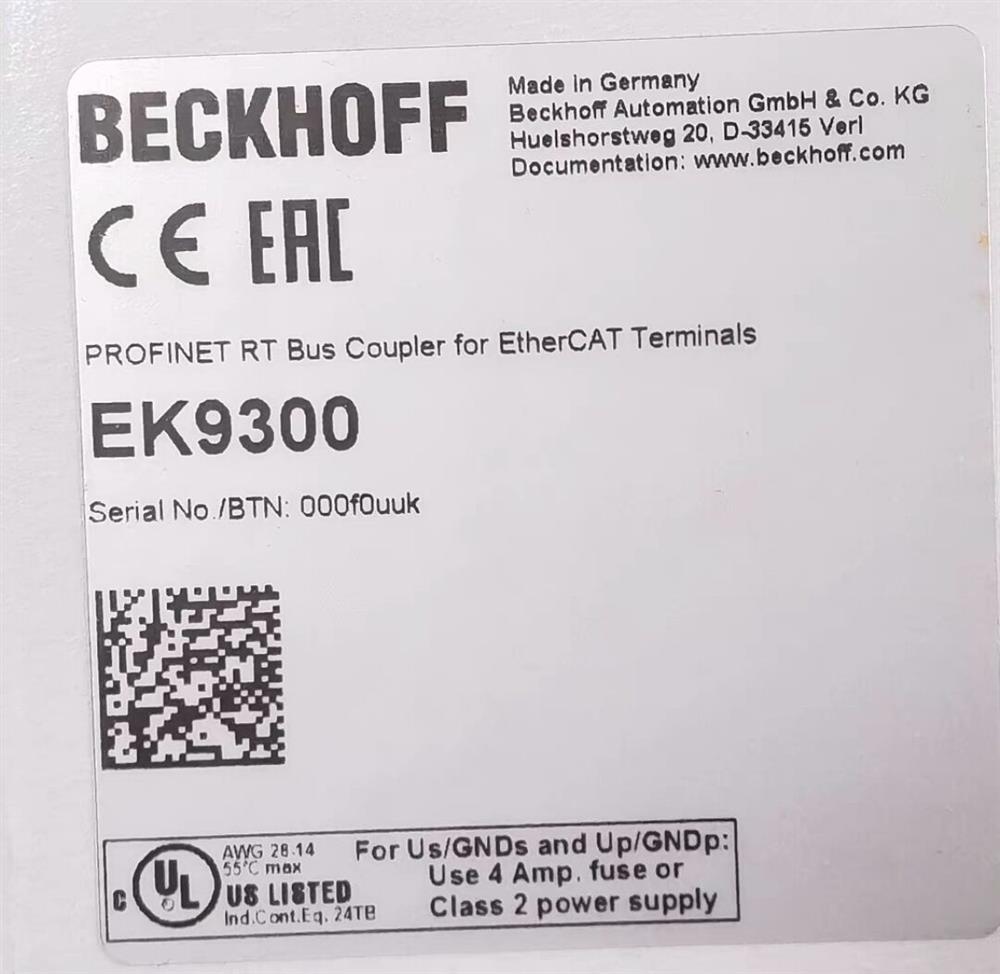 BECKHOFF
Made in Germany
Beckhoff Automation GmbH & Co. KG
Huelshorstweg 20, D-33415 Verl
Documentation: www.beckhoff.com
CE EAC
PROFINET RT Bus Coupler for EtherCAT Terminals
EK9300
Serial No./BTN: 000f0uuk
c UL
AWG 28-14
55°C max
US LISTED
Ind.Cont.Eq. 24TB
For Us/GNDs and Up/GNDp:
Use 4 Amp. fuse or
Class 2 power supply